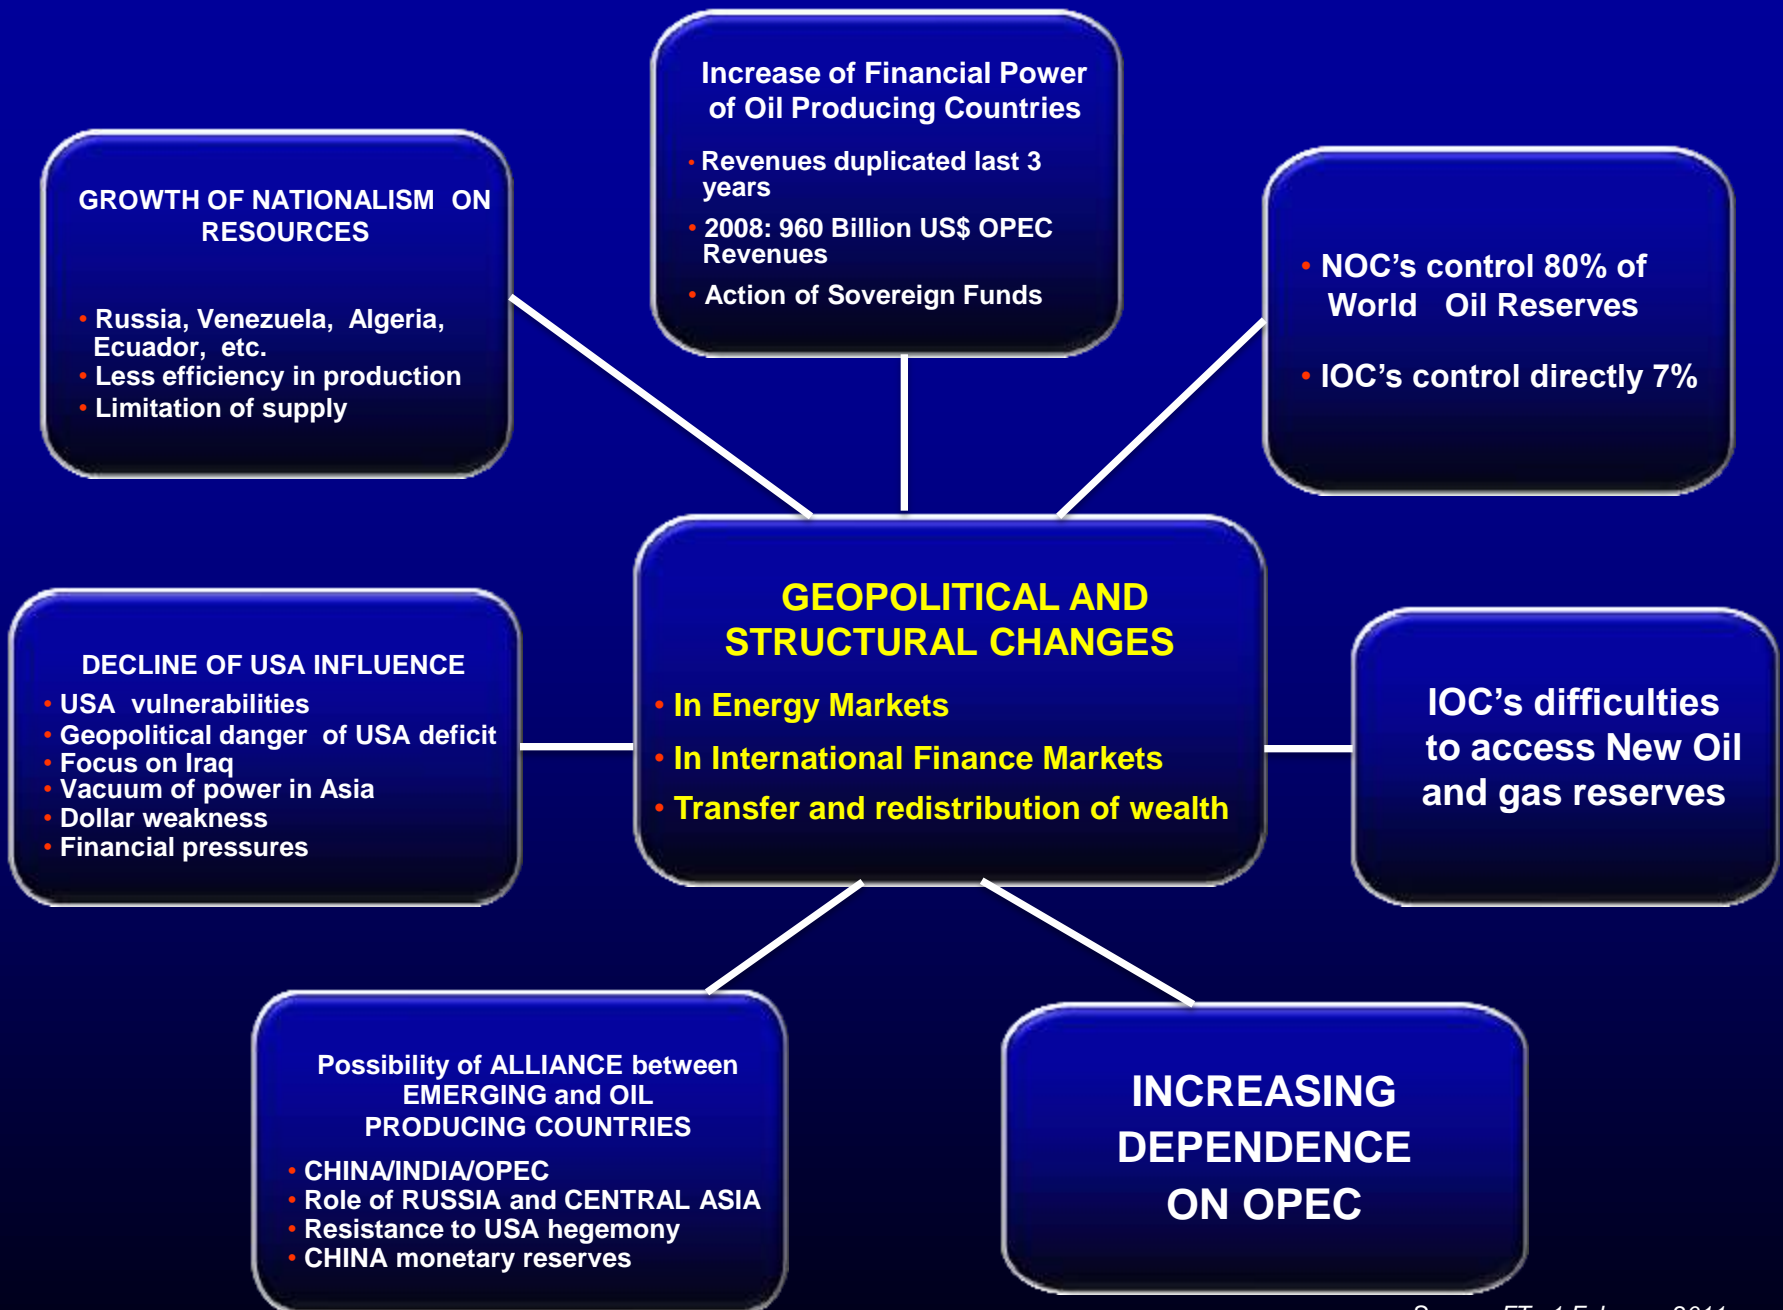 Increase of Financial Power
of Oil Producing Countries
• Revenues duplicated last 3
years
• 2008: 960 Billion US$ OPEC
Revenues
• Action of Sovereign Funds
GROWTH OF NATIONALISM ON
RESOURCES
• Russia, Venezuela, Algeria,
Ecuador, etc.
• Less efficiency in production
• Limitation of supply
• NOC's control 80% of
World Oil Reserves
• IOC's control directly 7%
GEOPOLITICAL AND
STRUCTURAL CHANGES
• In Energy Markets
• In International Finance Markets
• Transfer and redistribution of wealth
DECLINE OF USA INFLUENCE
• USA vulnerabilities
• Geopolitical danger of USA deficit
• Focus on Iraq
• Vacuum of power in Asia
• Dollar weakness
• Financial pressures
IOC's difficulties
to access New Oil
and gas reserves
Possibility of ALLIANCE between
EMERGING and OIL
PRODUCING COUNTRIES
• CHINA/INDIA/OPEC
• Role of RUSSIA and CENTRAL ASIA
• Resistance to USA hegemony
• CHINA monetary reserves
INCREASING
DEPENDENCE
ON OPEC